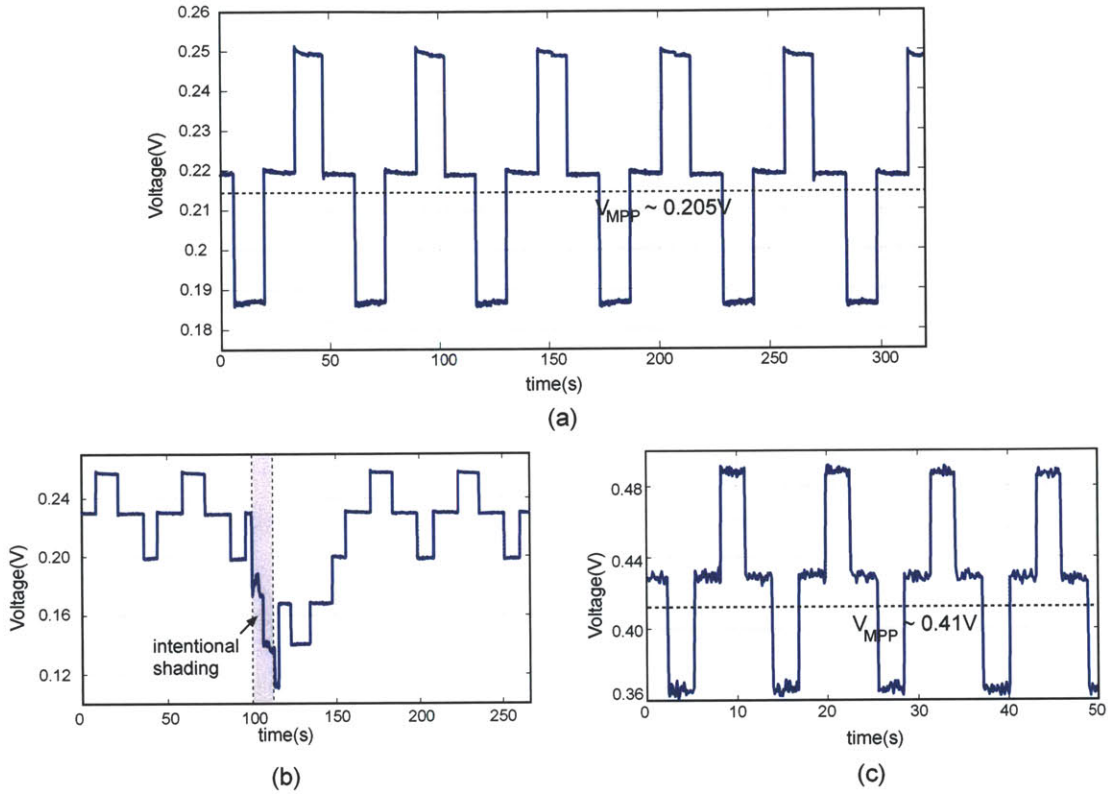 0.26
0.25
0.24
0.23
0.22
0.21
0.2
0.19
0.18
Voltage(V)
V_MPP ~ 0.205V
0 50 100 150 200 250 300
time(s)
(a)
0.24
0.20
0.16
0.12
Voltage(V)
intentional
shading
0 50 100 150 200 250
time(s)
(b)
0.48
0.44
0.40
0.36
Voltage(V)
V_MPP ~ 0.41V
0 10 20 30 40 50
time(s)
(c)